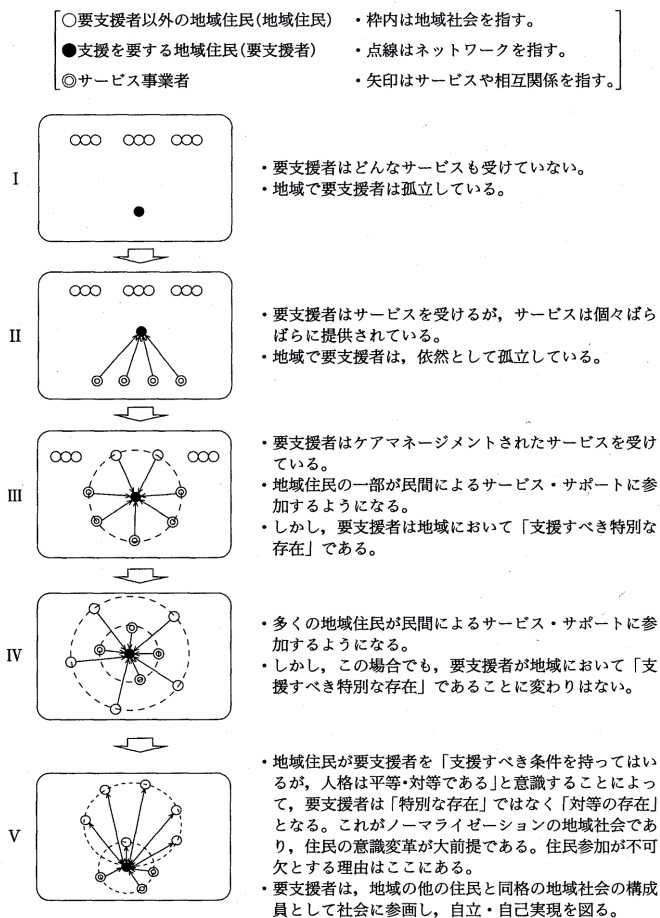 ○要支援者以外の地域住民(地域住民)
・枠内は地域社会を指す。
●支援を要する地域住民(要支援者)
・点線はネットワークを指す。
◎サービス事業者
・矢印はサービスや相互関係を指す。
Ⅰ
・要支援者はどんなサービスも受けていない。
・地域で要支援者は孤立している。
Ⅱ
・要支援者はサービスを受けるが，サービスは個々ばら
ばらに提供されている。
・地域で要支援者は，依然として孤立している。
Ⅲ
・要支援者はケアマネージメントされたサービスを受け
ている。
・地域住民の一部が民間によるサービス・サポートに参
加するようになる。
・しかし，要支援者は地域において「支援すべき特別な
存在」である。
Ⅳ
・多くの地域住民が民間によるサービス・サポートに参
加するようになる。
・しかし，この場合でも，要支援者が地域において「支
援すべき特別な存在」であることに変わりはない。
Ⅴ
・地域住民が要支援者を「支援すべき条件を持ってはい
るが，人格は平等・対等である」と意識することによっ
て，要支援者は「特別な存在」ではなく「対等の存在」
となる。これがノーマライゼーションの地域社会であ
り，住民の意識変革が大前提である。住民参加が不可
欠とする理由はここにある。
・要支援者は，地域の他の住民と同格の地域社会の構成
員として社会に参画し，自立・自己実現を図る。